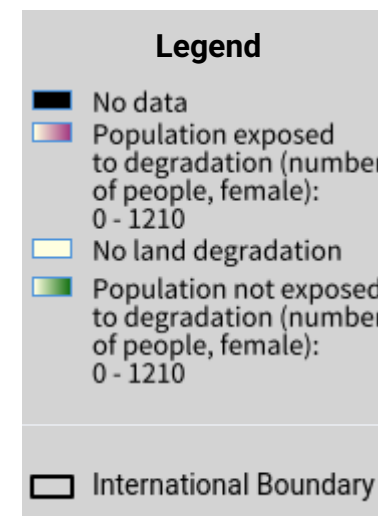 Legend
No data
Population exposed
to degradation (number
of people, female):
0 - 1210
No land degradation
Population not exposed
to degradation (number
of people, female):
0 - 1210
International Boundary